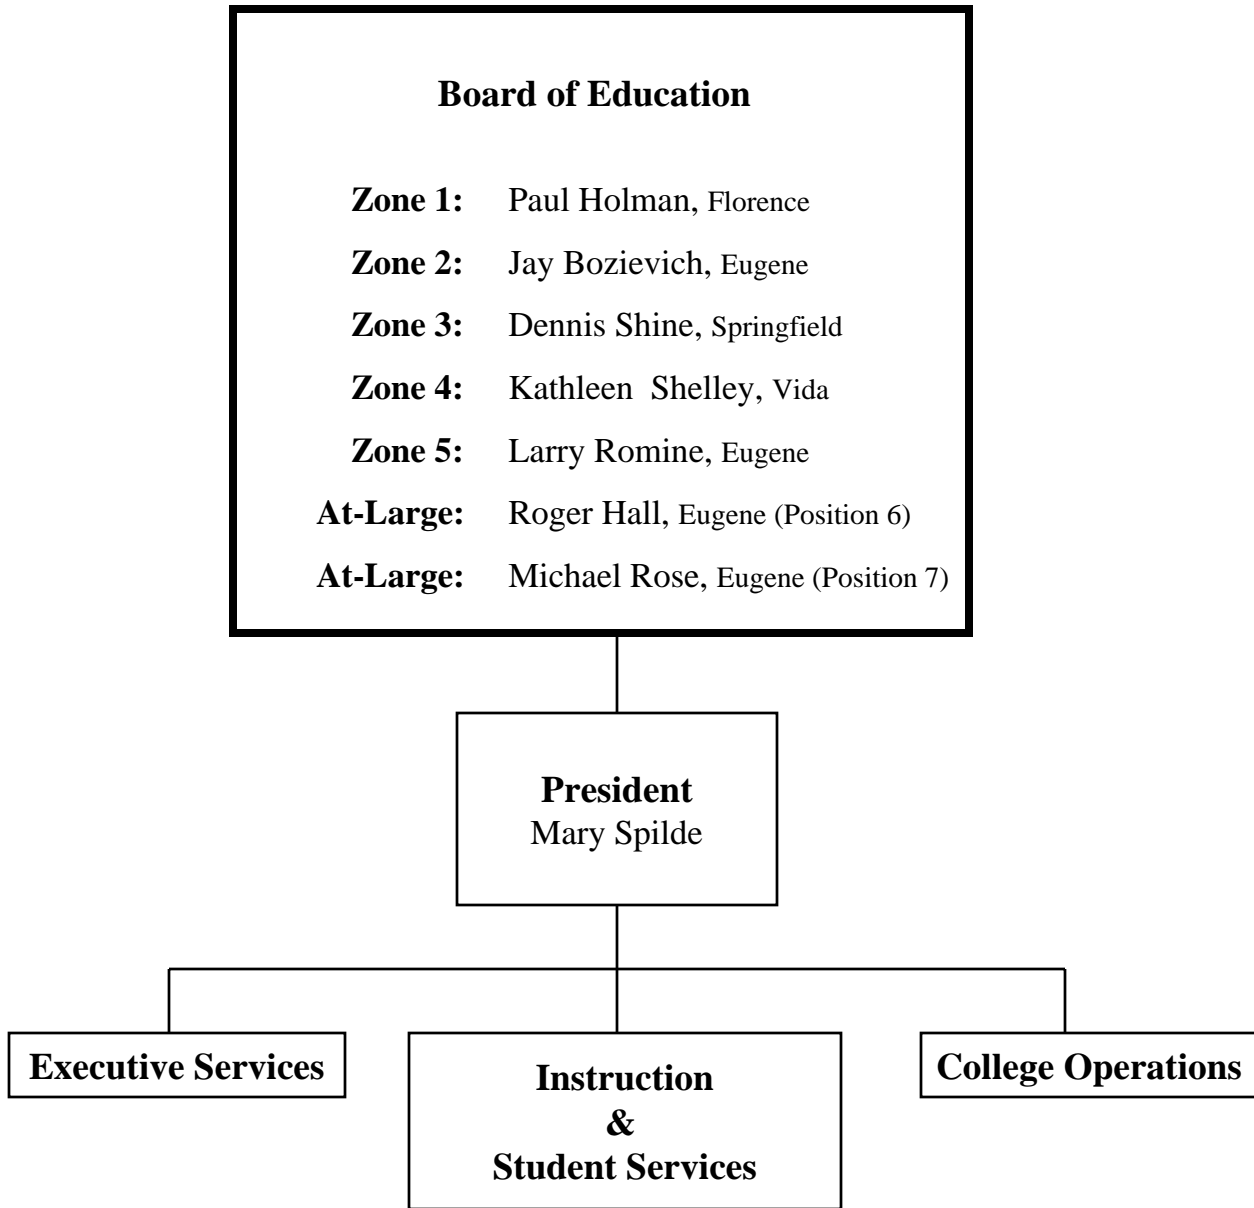 Board of Education
Zone 1: Paul Holman, Florence
Zone 2: Jay Bozievich, Eugene
Zone 3: Dennis Shine, Springfield
Zone 4: Kathleen  Shelley, Vida
Zone 5: Larry Romine, Eugene
At-Large: Roger Hall, Eugene (Position 6)
At-Large: Michael Rose, Eugene (Position 7)
President
Mary Spilde
Executive Services
Instruction
&
Student Services
College Operations